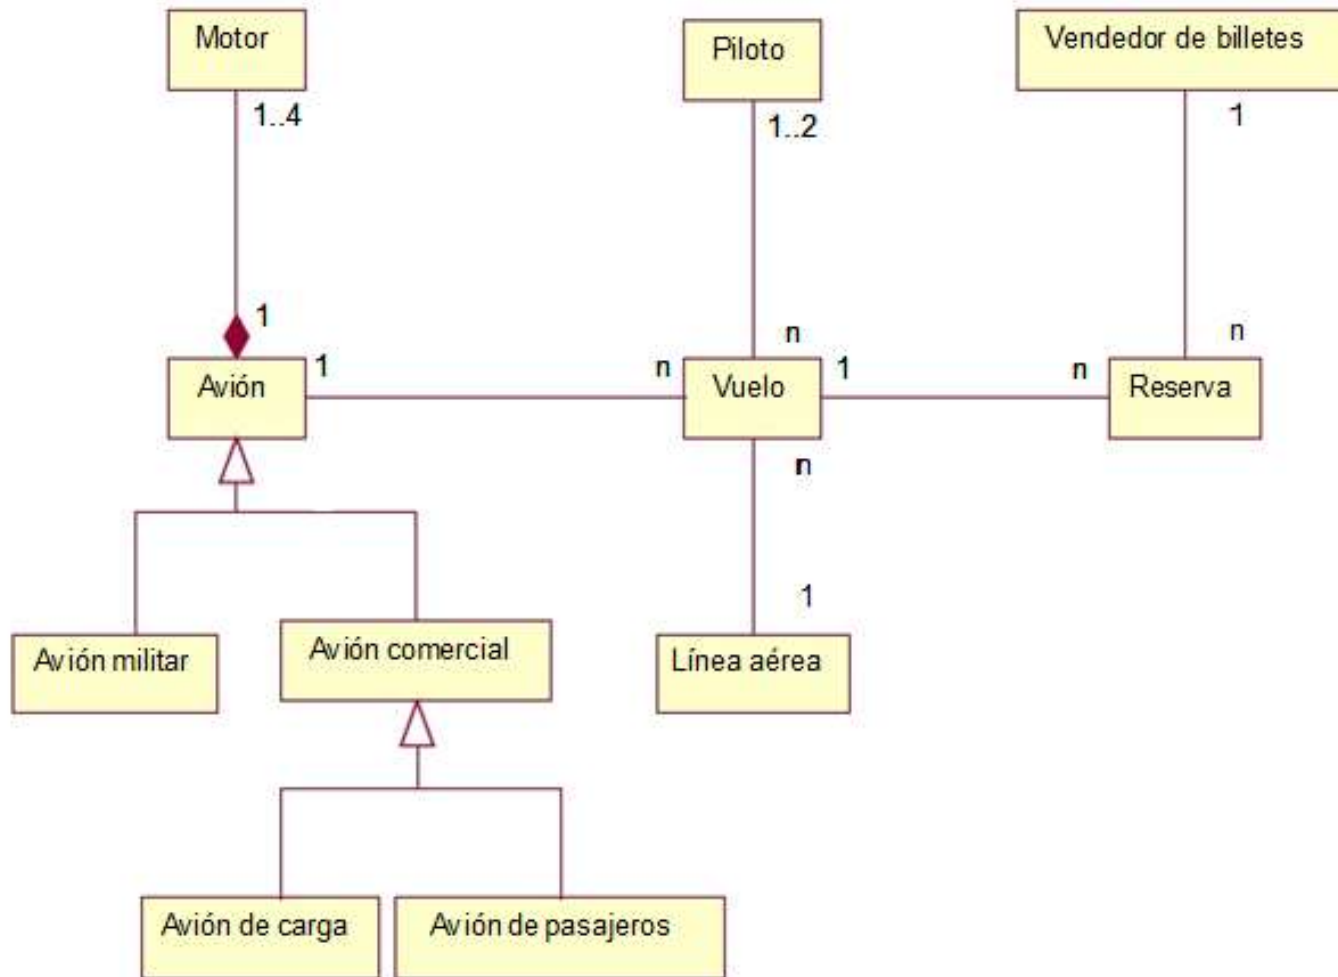 Motor
Piloto
Vendedor de billetes
1..4
1..2
1
1
n
n
1
n
1
n
Avión
Vuelo
Reserva
n
1
Avión militar
Avión comercial
Línea aérea
Avión de carga
Avión de pasajeros